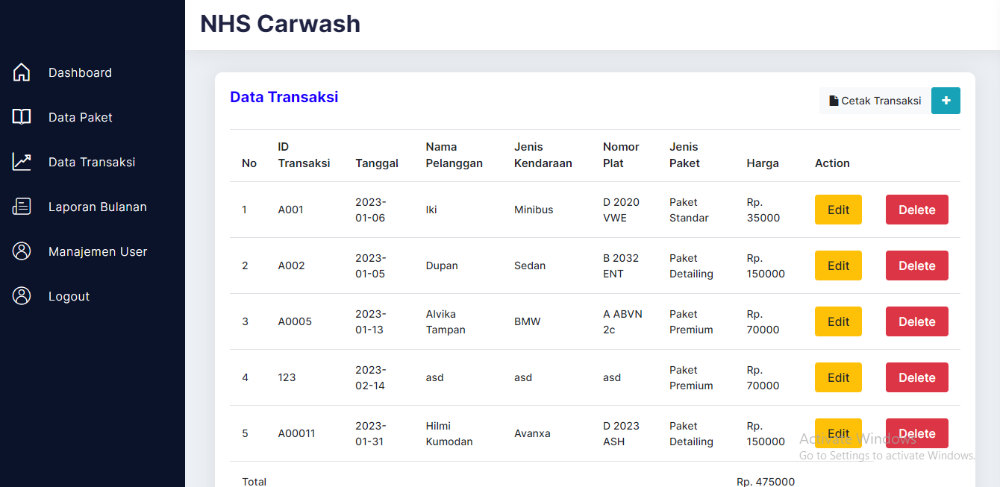 NHS Carwash
Dashboard
Data Paket
Data Transaksi
Laporan Bulanan
Manajemen User
Logout
Data Transaksi
Cetak Transaksi +
No ID Transaksi Tanggal Nama Pelanggan Jenis Kendaraan Nomor Plat Jenis Paket Harga Action
1 A001 2023-01-06 Iki Minibus D 2020 VWE Paket Standar Rp. 35000 Edit Delete
2 A002 2023-01-05 Dupan Sedan B 2032 ENT Paket Detailing Rp. 150000 Edit Delete
3 A0005 2023-01-13 Alvika Tampan BMW A ABVN 2c Paket Premium Rp. 70000 Edit Delete
4 123 2023-02-14 asd asd asd Paket Premium Rp. 70000 Edit Delete
5 A00011 2023-01-31 Hilmi Kumodan Avanxa D 2023 ASH Paket Detailing Rp. 150000 Edit Delete
Total Rp. 475000
Activate Windows
Go to Settings to activate Windows.